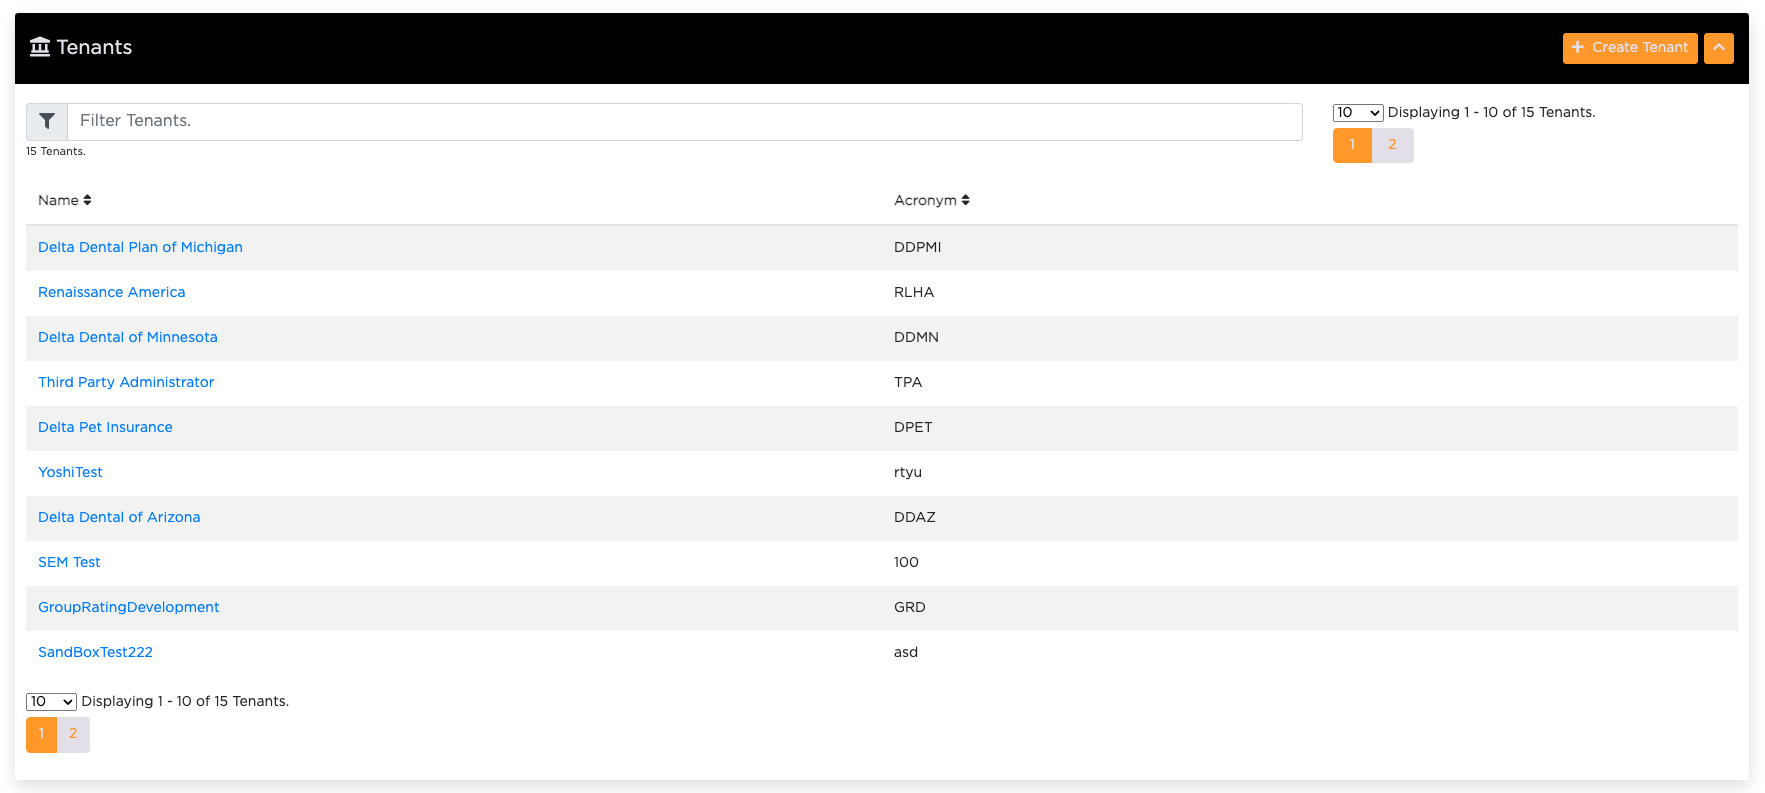 Tenants
Create Tenant
Filter Tenants.
15 Tenants.
10 Displaying 1 - 10 of 15 Tenants.
1 2
Name Acronym
Delta Dental Plan of Michigan DDPMI
Renaissance America RLHA
Delta Dental of Minnesota DDMN
Third Party Administrator TPA
Delta Pet Insurance DPET
YoshiTest rtyu
Delta Dental of Arizona DDAZ
SEM Test 100
GroupRatingDevelopment GRD
SandBoxTest222 asd
10 Displaying 1 - 10 of 15 Tenants.
1 2